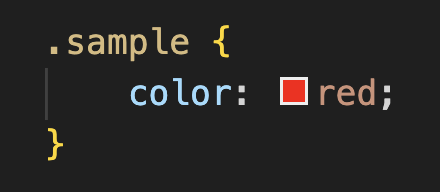 .sample {
    color: red;
}